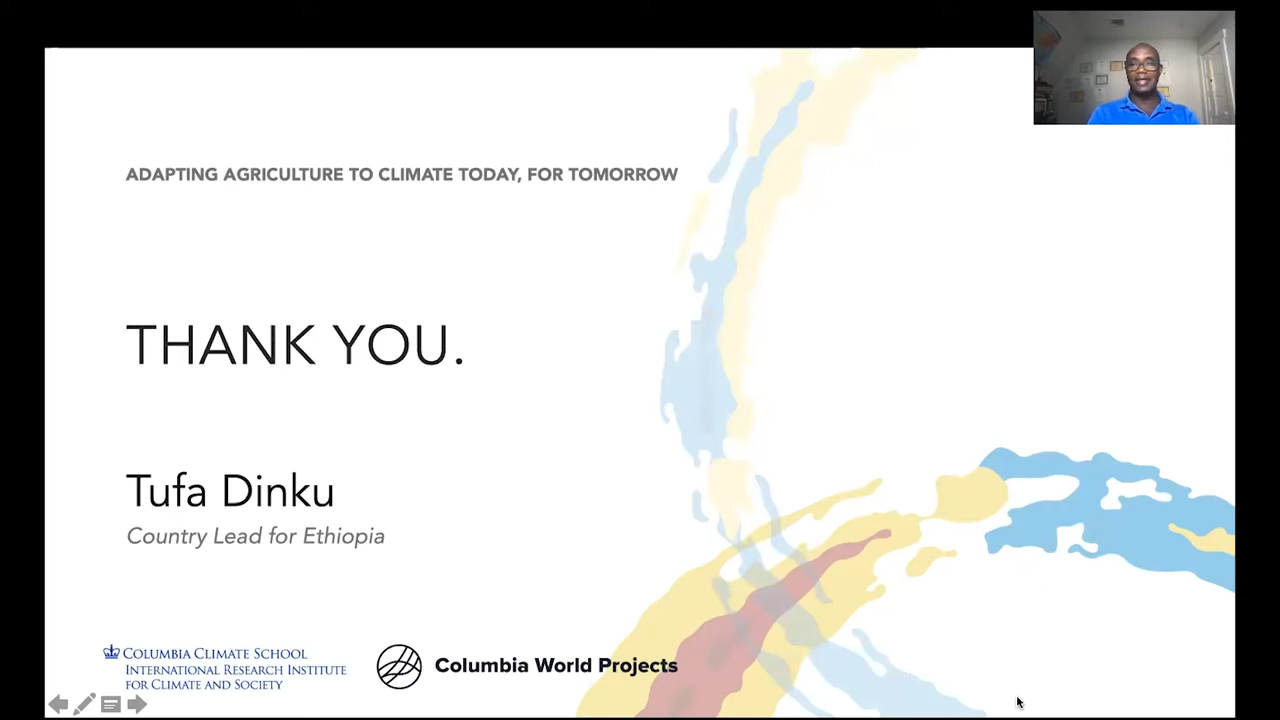 ADAPTING AGRICULTURE TO CLIMATE TODAY, FOR TOMORROW
THANK YOU.
Tufa Dinku
Country Lead for Ethiopia
COLUMBIA CLIMATE SCHOOL
INTERNATIONAL RESEARCH INSTITUTE
FOR CLIMATE AND SOCIETY
Columbia World Projects